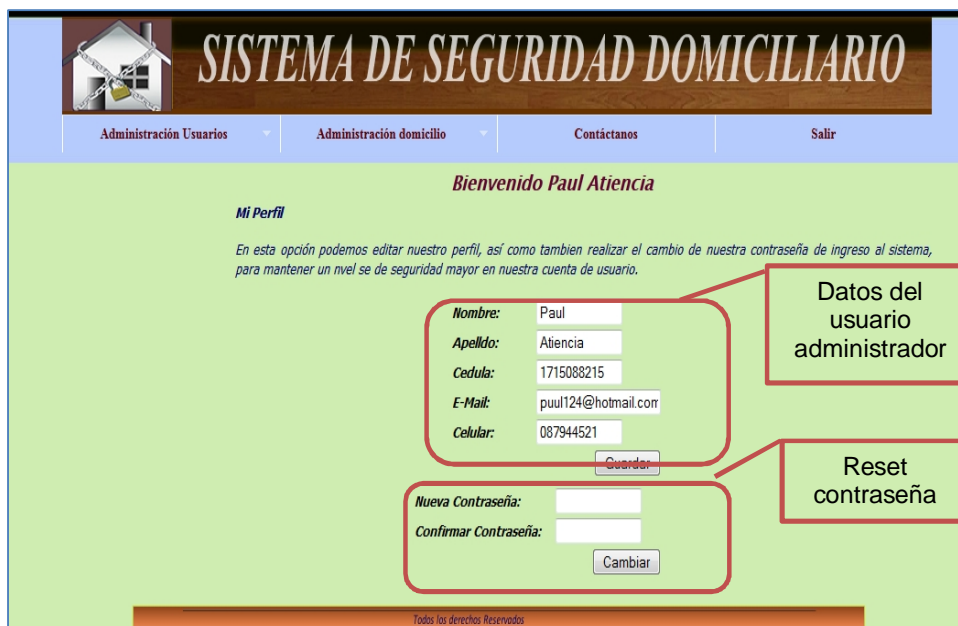 SISTEMA DE SEGURIDAD DOMICILIARIO
Administración Usuarios Administración domicilio Contáctanos Salir
Bienvenido Paul Atiencia
Mi Perfil
En esta opción podemos editar nuestro perfil, así como tambien realizar el cambio de nuestra contraseña de ingreso al sistema,
para mantener un nvel se de seguridad mayor en nuestra cuenta de usuario.
Datos del
usuario
administrador
Nombre: Paul
Apelldo: Atiencia
Cedula: 1715088215
E-Mail: puul124@hotmail.com
Celular: 087944521
Guardar
Reset
contraseña
Nueva Contraseña:
Confirmar Contraseña:
Cambiar
Todos los derechos Reservados